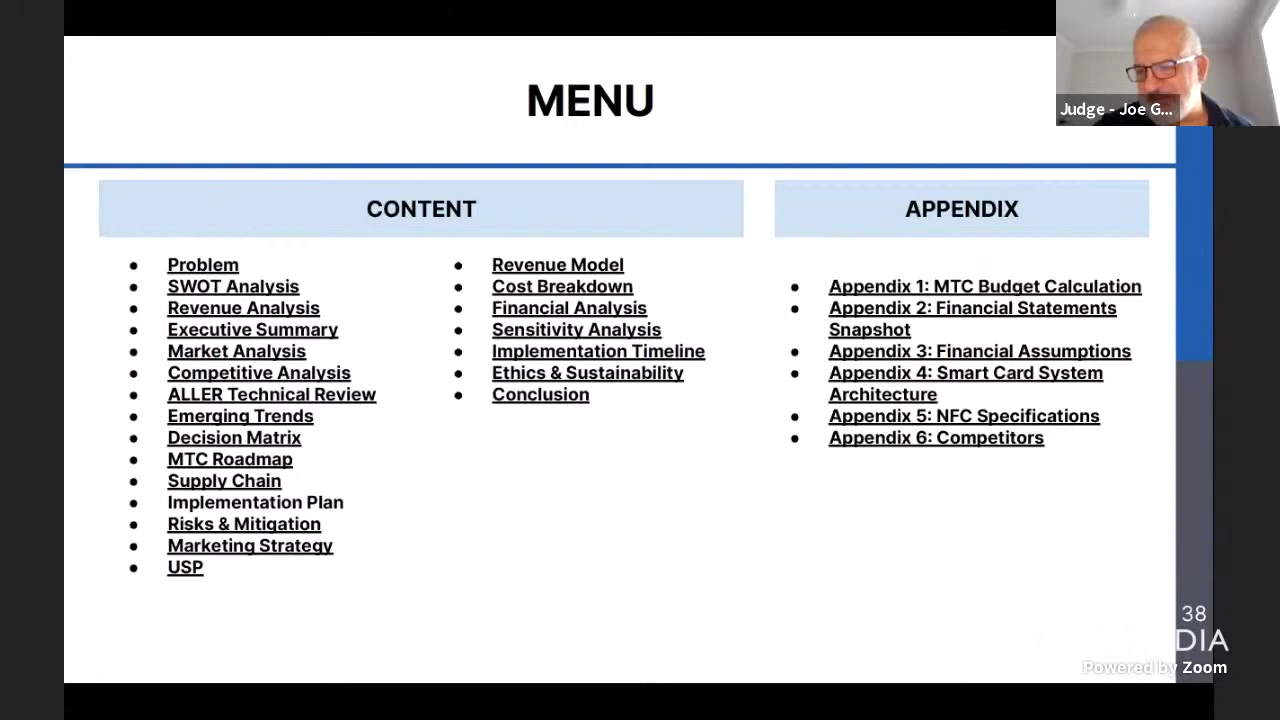 MENU
Judge - Joe G...
CONTENT
Problem
SWOT Analysis
Revenue Analysis
Executive Summary
Market Analysis
Competitive Analysis
ALLER Technical Review
Emerging Trends
Decision Matrix
MTC Roadmap
Supply Chain
Implementation Plan
Risks & Mitigation
Marketing Strategy
USP
Revenue Model
Cost Breakdown
Financial Analysis
Sensitivity Analysis
Implementation Timeline
Ethics & Sustainability
Conclusion
APPENDIX
Appendix 1: MTC Budget Calculation
Appendix 2: Financial Statements
Snapshot
Appendix 3: Financial Assumptions
Appendix 4: Smart Card System
Architecture
Appendix 5: NFC Specifications
Appendix 6: Competitors
38
DIA
Powered by Zoom